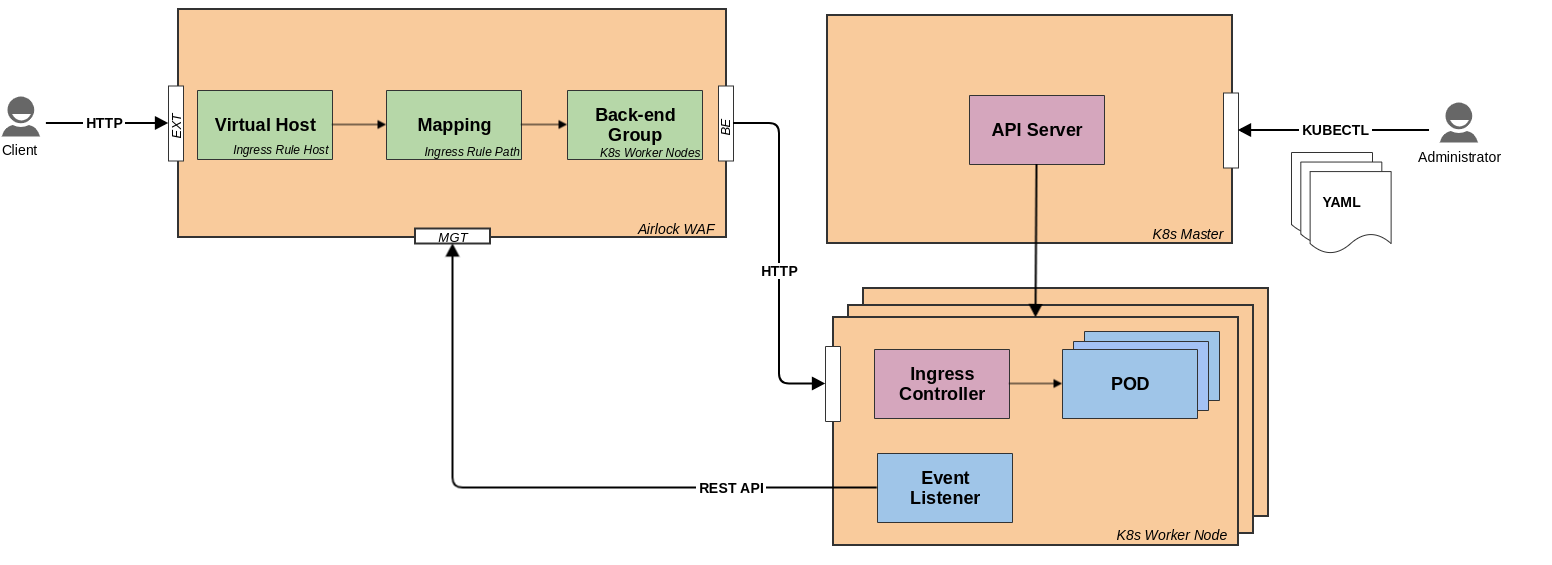 Client
HTTP
EXT
Virtual Host
Ingress Rule Host
Mapping
Ingress Rule Path
Back-end
Group
K8s Worker Nodes
BE
Airlock WAF
MGT
HTTP
API Server
K8s Master
KUBECTL
Administrator
YAML
Ingress
Controller
POD
Event
Listener
REST API
K8s Worker Node